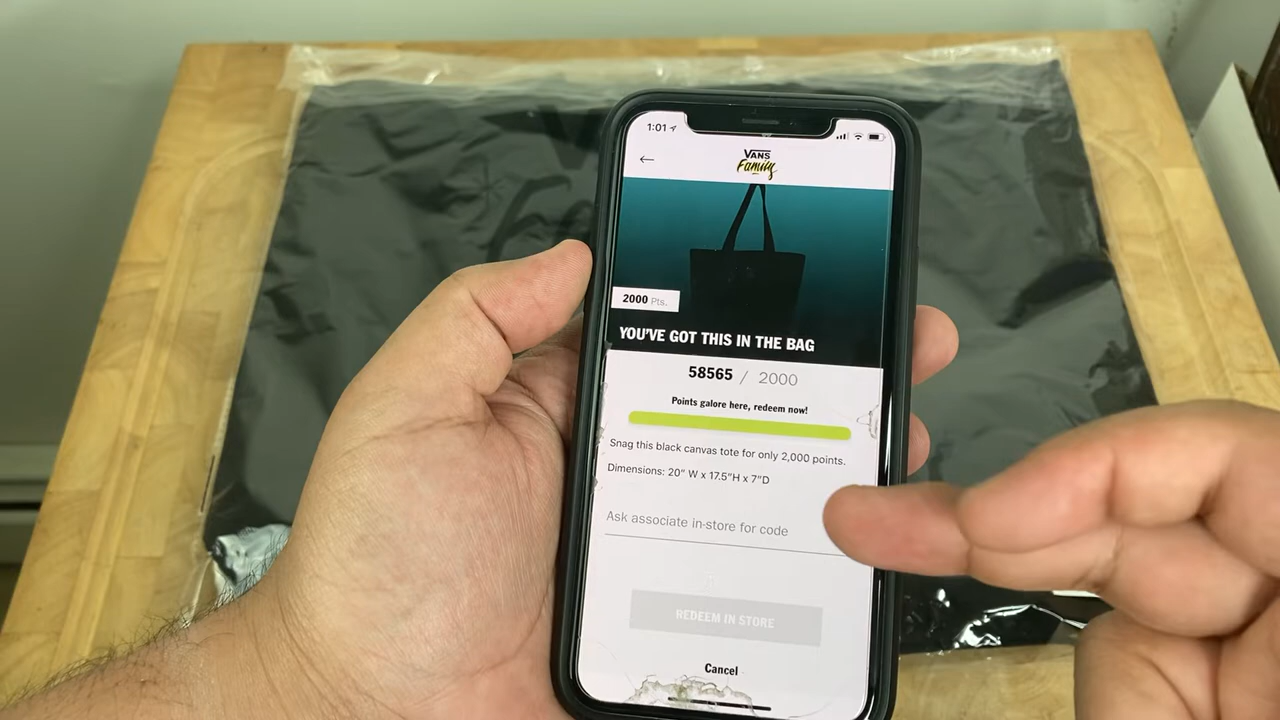 1:01
VANS
Family
2000 Pts.
YOU'VE GOT THIS IN THE BAG
58565 / 2000
Points galore here, redeem now!
Snag this black canvas tote for only 2,000 points.
Dimensions: 20" W x 17.5"H x 7"D
Ask associate in-store for code
REDEEM IN STORE
Cancel